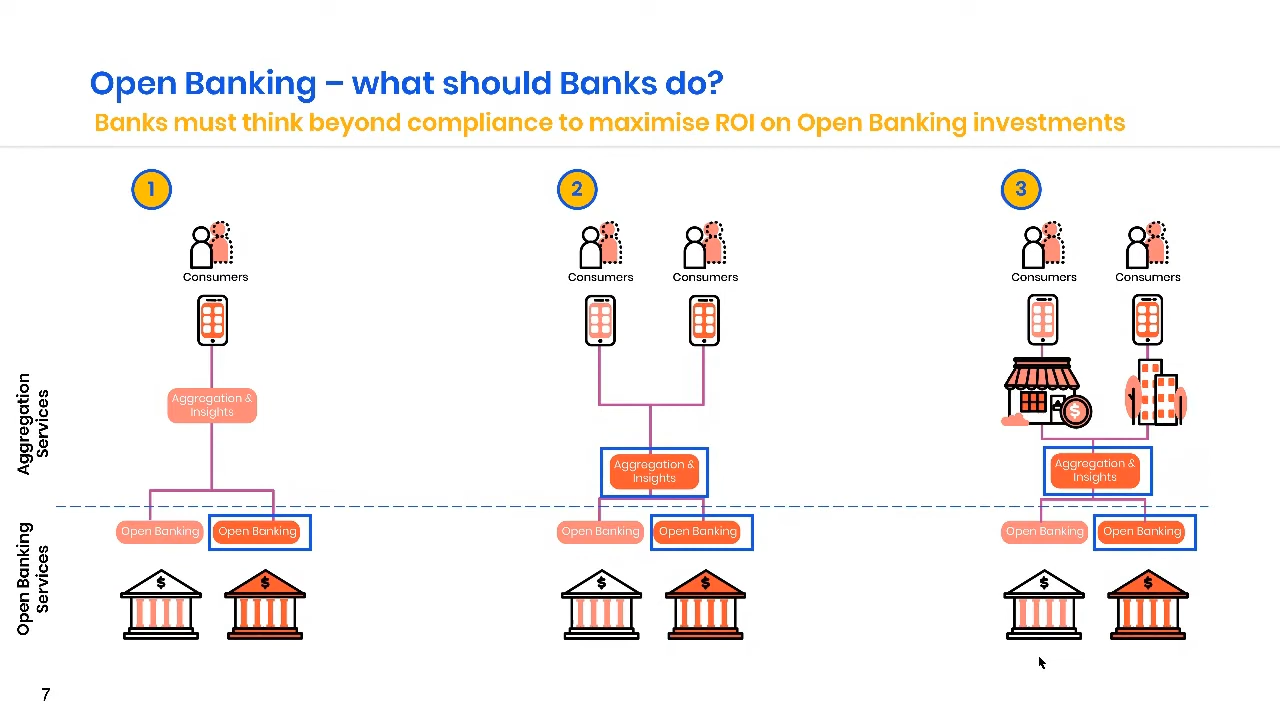 Open Banking – what should Banks do?
Banks must think beyond compliance to maximise ROI on Open Banking investments
1
2
3
Consumers
Consumers
Consumers
Consumers
Consumers
$
Aggregation
Services
Aggregation &
Insights
Aggregation &
Insights
Aggregation &
Insights
Open Banking
Services
Open Banking
Open Banking
Open Banking
Open Banking
Open Banking
Open Banking
$
$
$
$
$
$
7